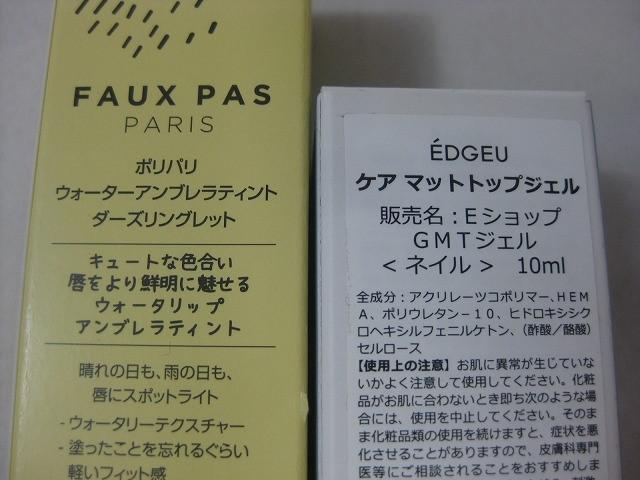 FAUX PAS
PARIS
ポリパリ
ウォーターアンブレラティント
ダーズリングレット
キュートな色合い
唇をより鮮明に魅せる
ウォータリップ
アンブレラティント
晴れの日も、雨の日も、
唇にスポットライト
- ウォータリーテクスチャー
- 塗ったことを忘れるぐらい
軽いフィット感
ÉDGEU
ケア マットトップジェル
販売名：Eショップ
GMTジェル
< ネイル >　10ml
全成分：アクリレーツコポリマー、HEM
A、ポリウレタン－10、ヒドロキシシク
ロヘキシルフェニルケトン、（酢酸／酪酸）
セルロース
【使用上の注意】お肌に異常が生じていな
いかよく注意して使用してください。化粧
品がお肌に合わないとき即ち次のような場
合には、使用を中止してください。そのま
ま化粧品類の使用を続けますと、症状を悪
化させることがありますので、皮膚科専門
医等にご相談されることをおすすめしま